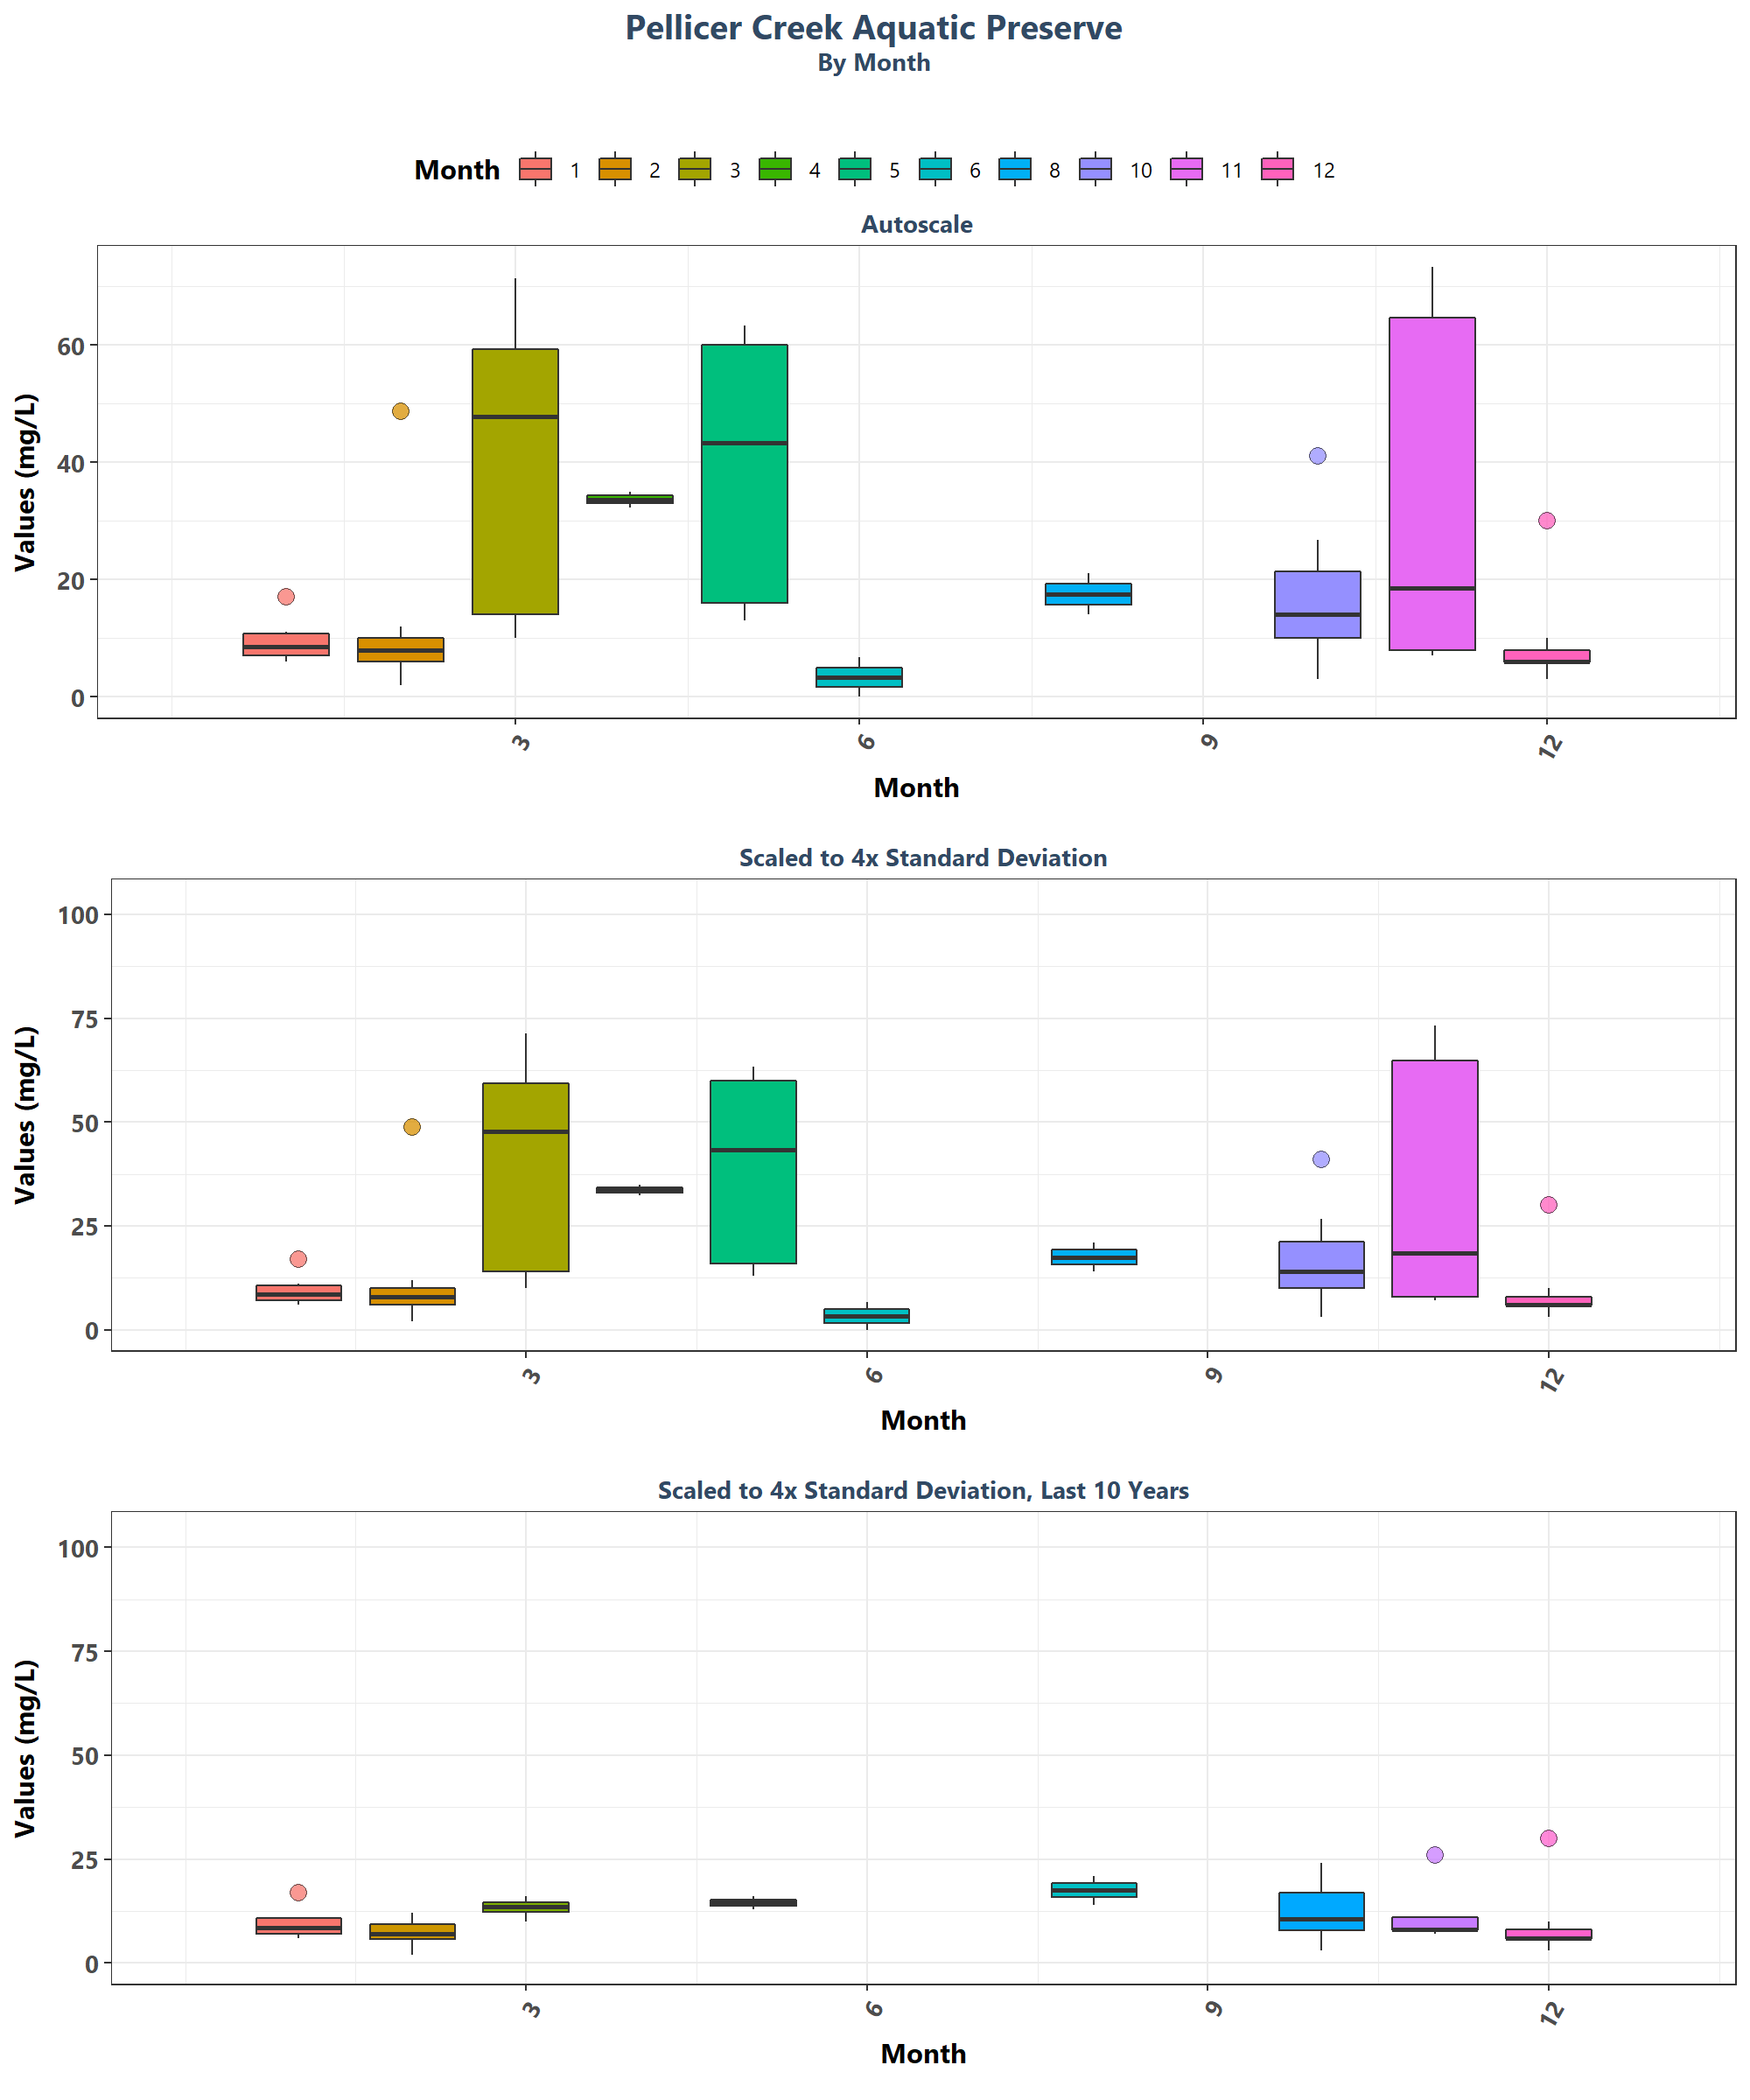 Pellicer Creek Aquatic Preserve
By Month
Month 1 2 3 4 5 6 8 10 11 12
Autoscale
Values (mg/L)
60
40
20
0
3 6 9 12
Month
Scaled to 4x Standard Deviation
Values (mg/L)
100
75
50
25
0
3 6 9 12
Month
Scaled to 4x Standard Deviation, Last 10 Years
Values (mg/L)
100
75
50
25
0
3 6 9 12
Month